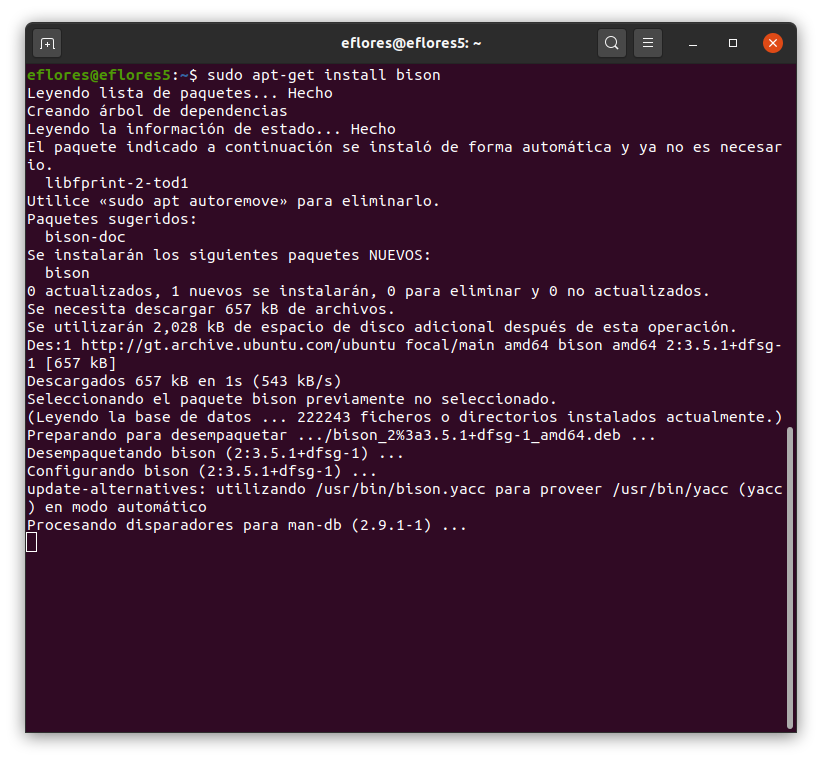 eflores@eflores5: ~
eflores@eflores5:~$ sudo apt-get install bison
Leyendo lista de paquetes... Hecho
Creando árbol de dependencias
Leyendo la información de estado... Hecho
El paquete indicado a continuación se instaló de forma automática y ya no es necesar
io.
  libfprint-2-tod1
Utilice «sudo apt autoremove» para eliminarlo.
Paquetes sugeridos:
  bison-doc
Se instalarán los siguientes paquetes NUEVOS:
  bison
0 actualizados, 1 nuevos se instalarán, 0 para eliminar y 0 no actualizados.
Se necesita descargar 657 kB de archivos.
Se utilizarán 2,028 kB de espacio de disco adicional después de esta operación.
Des:1 http://gt.archive.ubuntu.com/ubuntu focal/main amd64 bison amd64 2:3.5.1+dfsg-
1 [657 kB]
Descargados 657 kB en 1s (543 kB/s)
Seleccionando el paquete bison previamente no seleccionado.
(Leyendo la base de datos ... 222243 ficheros o directorios instalados actualmente.)
Preparando para desempaquetar .../bison_2%3a3.5.1+dfsg-1_amd64.deb ...
Desempaquetando bison (2:3.5.1+dfsg-1) ...
Configurando bison (2:3.5.1+dfsg-1) ...
update-alternatives: utilizando /usr/bin/bison.yacc para proveer /usr/bin/yacc (yacc
) en modo automático
Procesando disparadores para man-db (2.9.1-1) ...